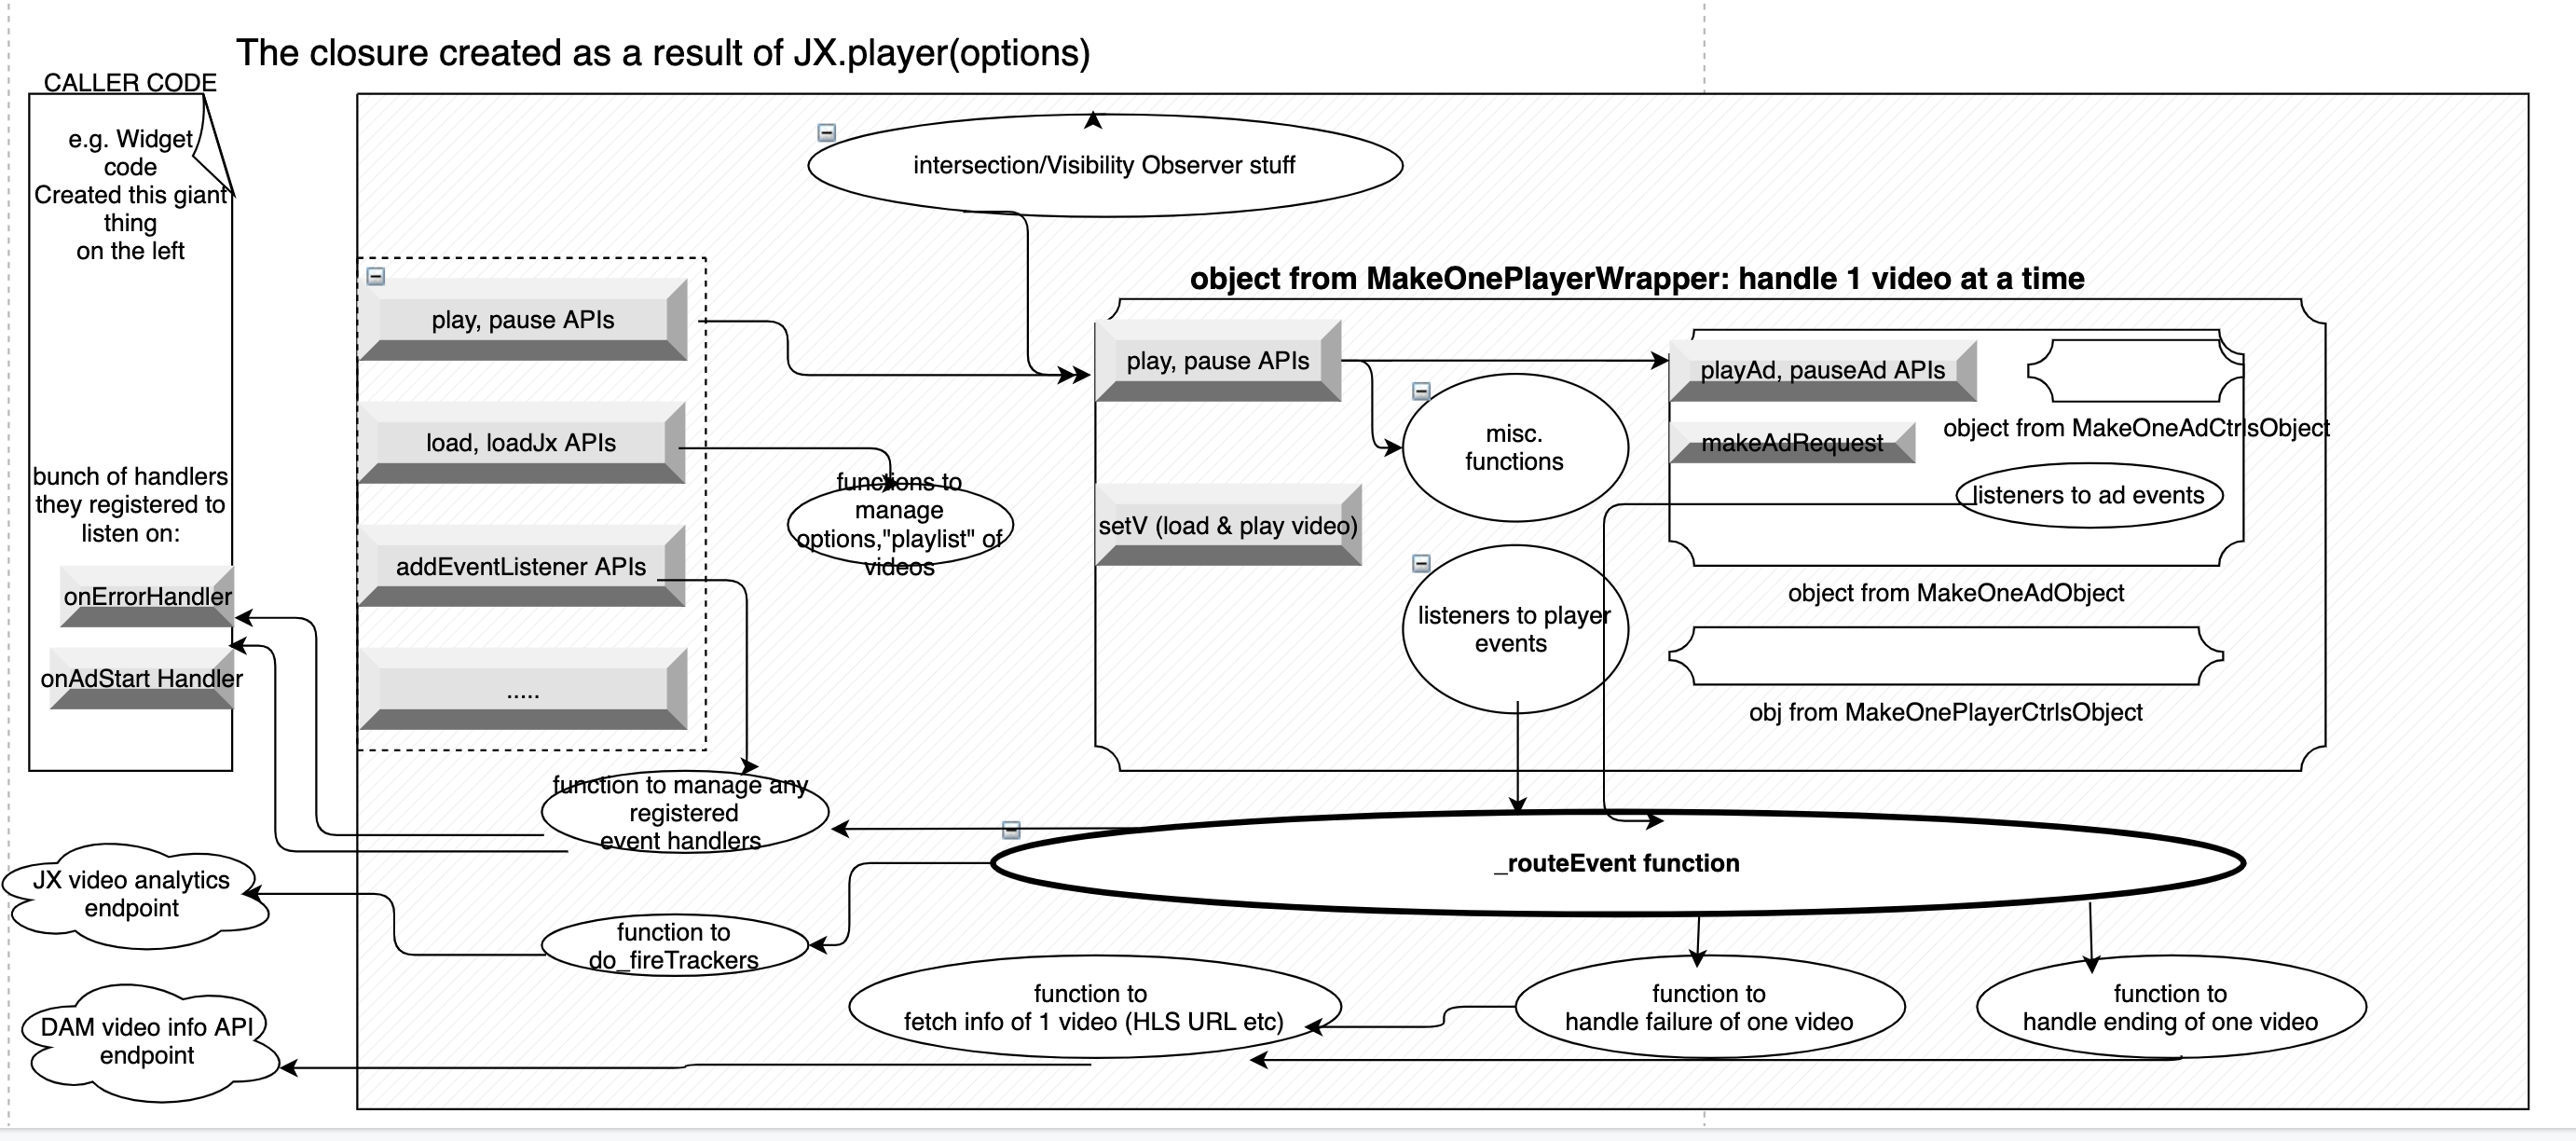 The closure created as a result of JX.player(options)
CALLER CODE
e.g. Widget
code
Created this giant
thing
on the left
bunch of handlers
they registered to
listen on:
onErrorHandler
onAdStart Handler
JX video analytics
endpoint
DAM video info API
endpoint
intersection/Visibility Observer stuff
play, pause APIs
load, loadJx APIs
addEventListener APIs
.....
functions to
manage
options,"playlist" of
videos
function to manage any
registered
event handlers
function to
do_fireTrackers
object from MakeOnePlayerWrapper: handle 1 video at a time
play, pause APIs
setV (load & play video)
misc.
functions
listeners to player
events
playAd, pauseAd APIs
makeAdRequest
object from MakeOneAdCtrlsObject
listeners to ad events
object from MakeOneAdObject
obj from MakeOnePlayerCtrlsObject
_routeEvent function
function to
fetch info of 1 video (HLS URL etc)
function to
handle failure of one video
function to
handle ending of one video